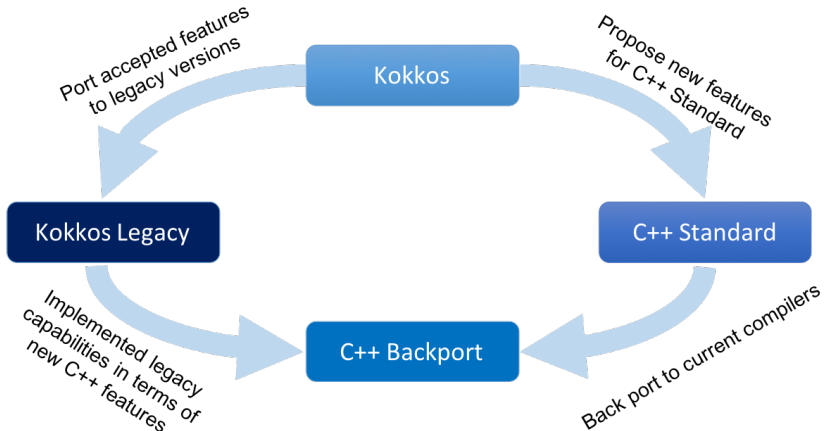 Port accepted features
to legacy versions
Kokkos
Propose new features
for C++ Standard
Kokkos Legacy
C++ Standard
Implemented legacy
capabilities in terms of
new C++ features
C++ Backport
Back port to current compilers